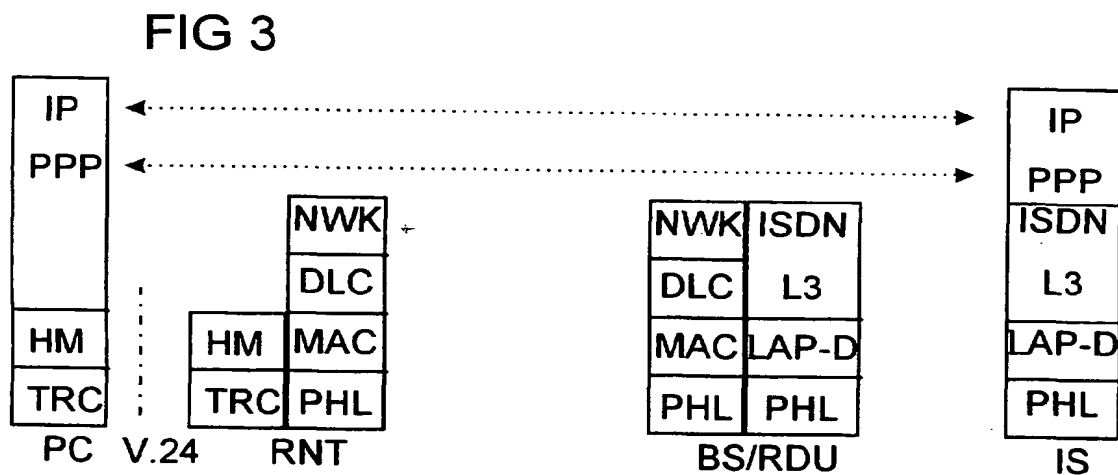 FIG 3
IP
PPP
HM
TRC
PC
V.24
HM
TRC
NWK
DLC
MAC
PHL
RNT
NWK
DLC
MAC
PHL
ISDN
L3
LAP-D
PHL
BS/RDU
IP
PPP
ISDN
L3
LAP-D
PHL
IS